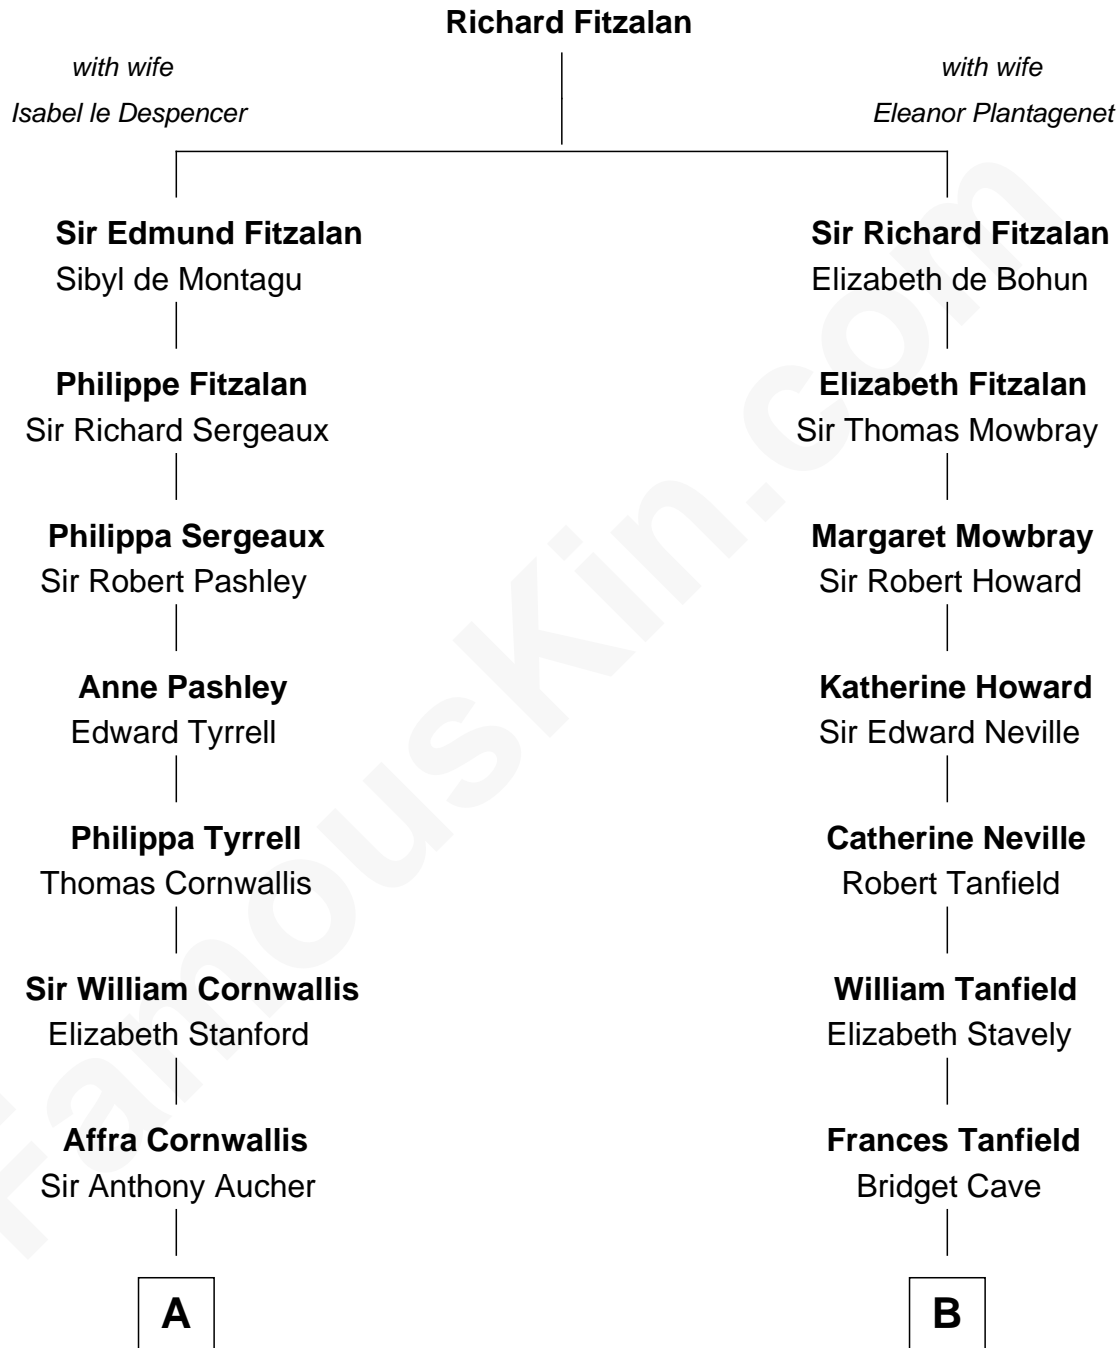 Richard Fitzalan
with wife
Isabel le Despencer
with wife
Eleanor Plantagenet
Sir Edmund Fitzalan
Sibyl de Montagu
Sir Richard Fitzalan
Elizabeth de Bohun
Philippe Fitzalan
Sir Richard Sergeaux
Elizabeth Fitzalan
Sir Thomas Mowbray
Philippa Sergeaux
Sir Robert Pashley
Margaret Mowbray
Sir Robert Howard
Anne Pashley
Edward Tyrrell
Katherine Howard
Sir Edward Neville
Philippa Tyrrell
Thomas Cornwallis
Catherine Neville
Robert Tanfield
Sir William Cornwallis
Elizabeth Stanford
William Tanfield
Elizabeth Stavely
Affra Cornwallis
Sir Anthony Aucher
Frances Tanfield
Bridget Cave
A
B
FamousKin.com